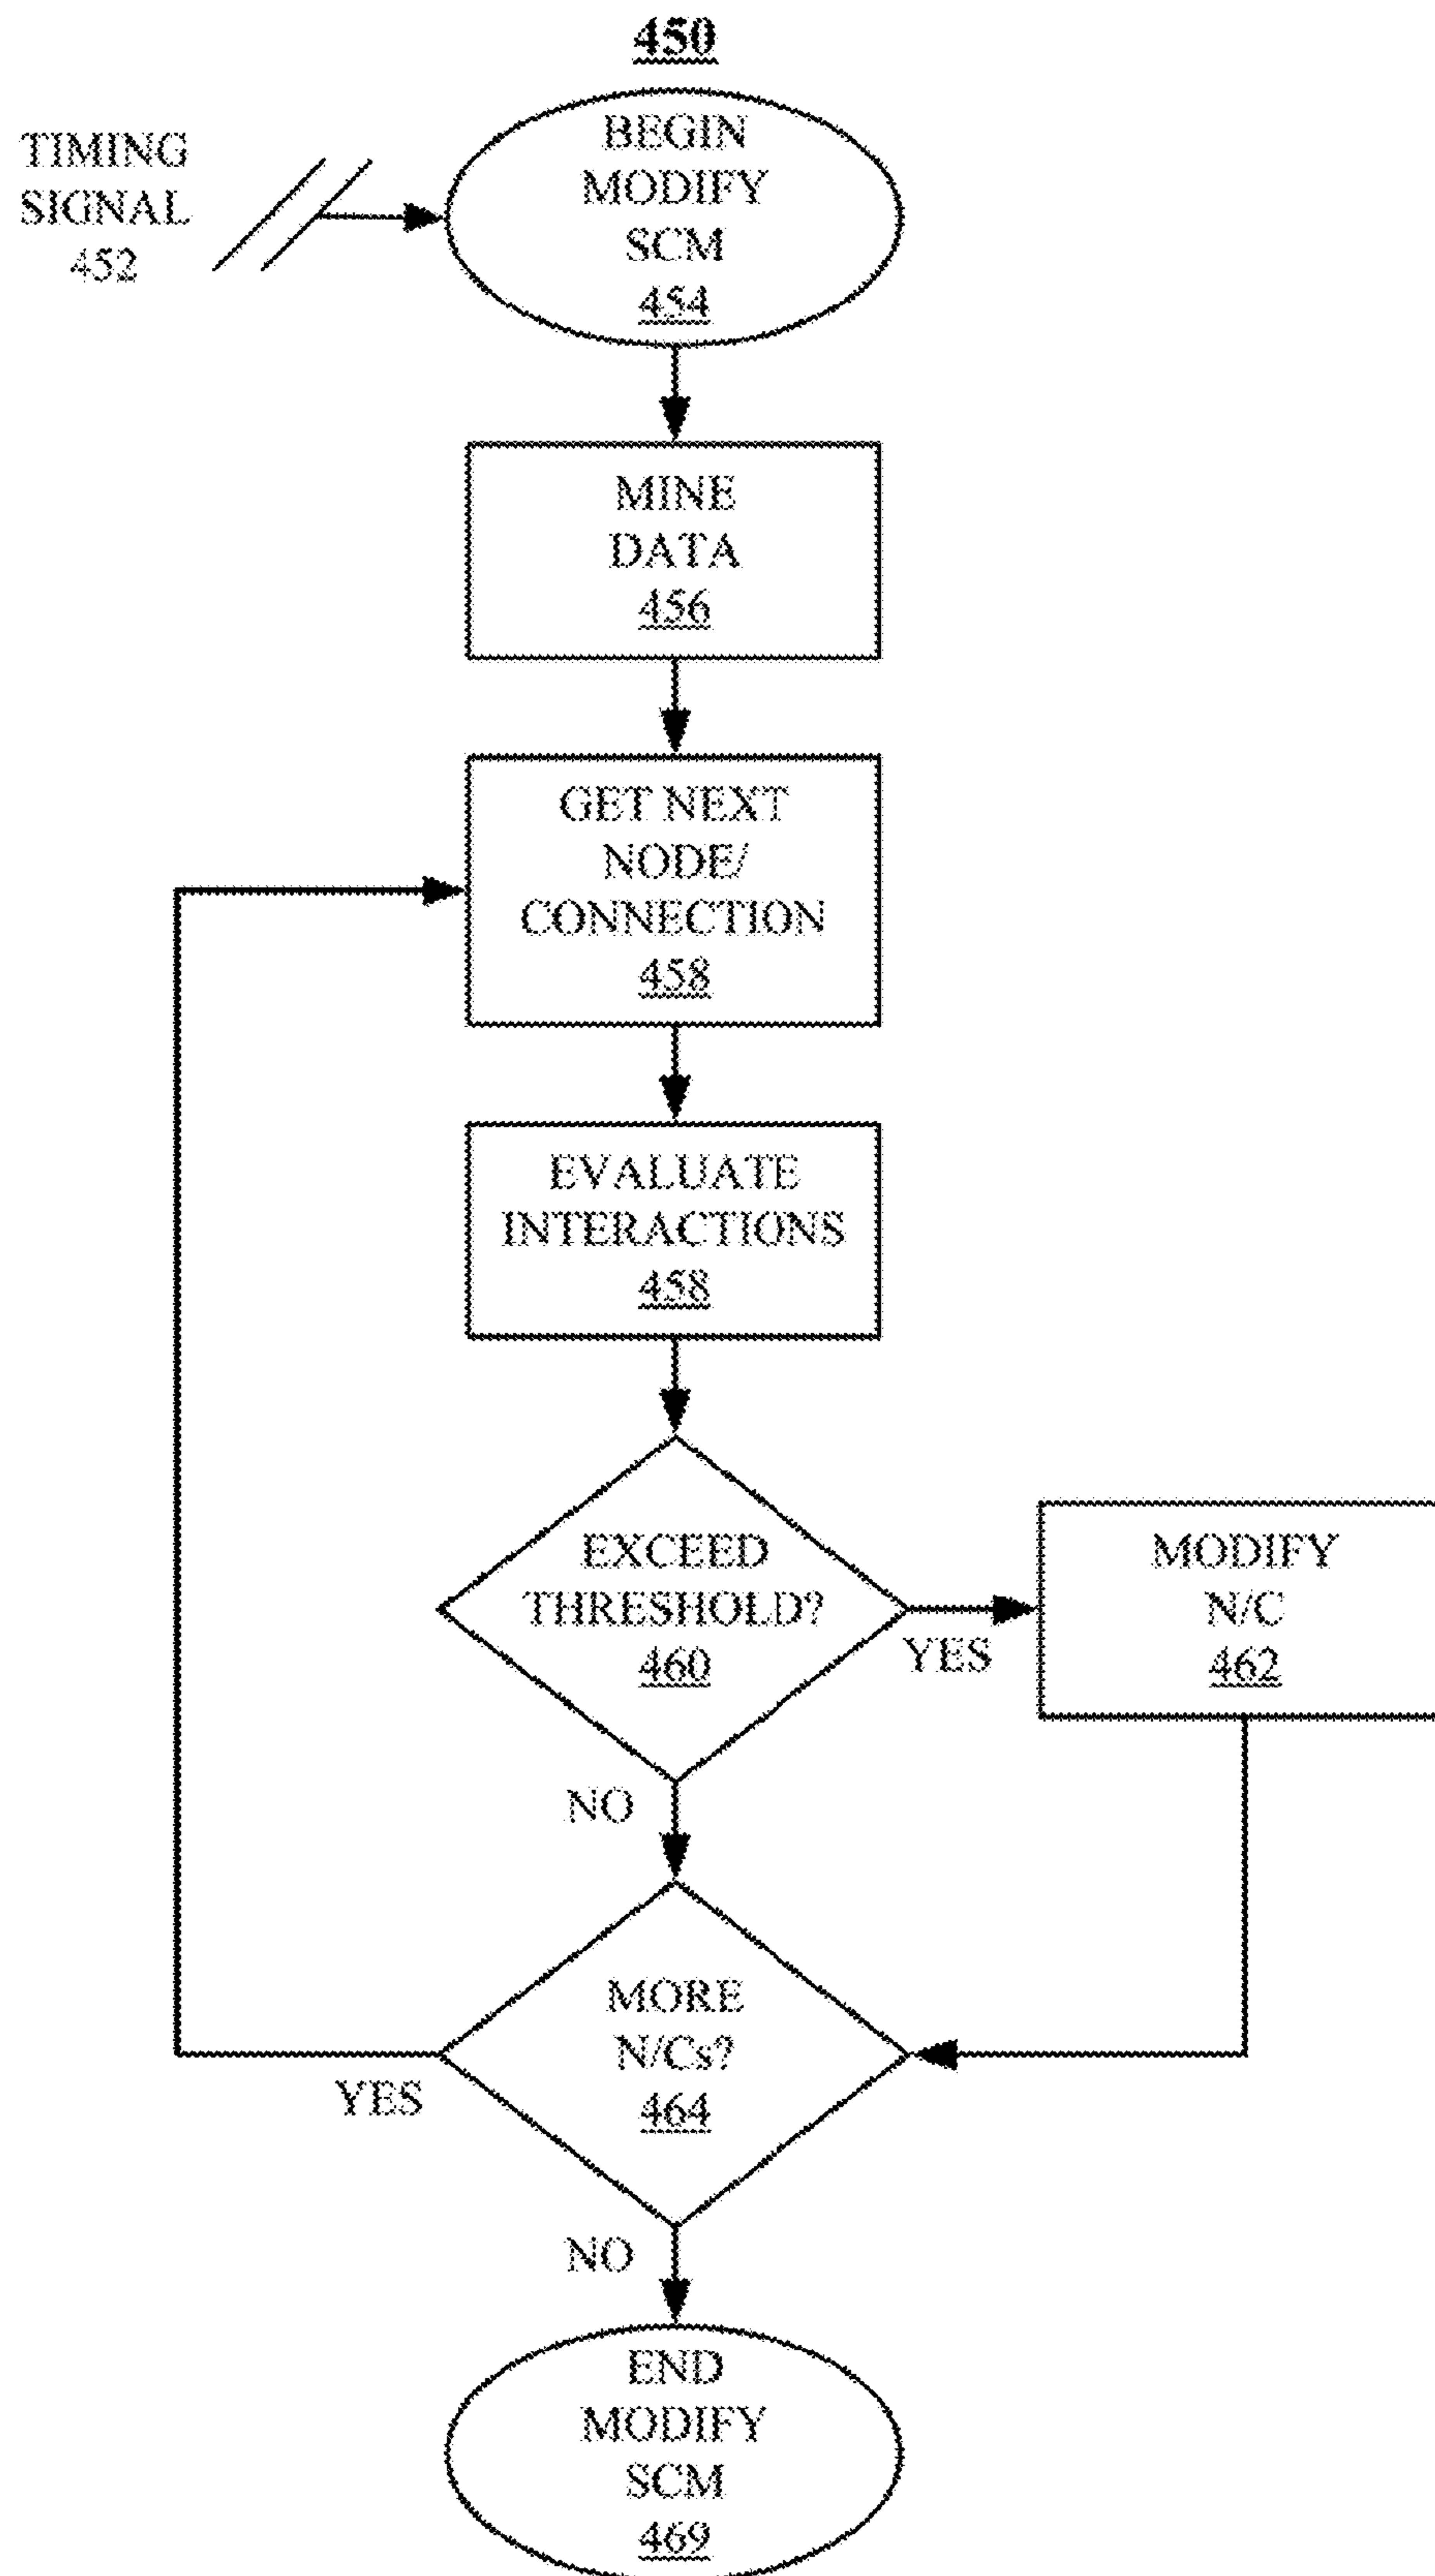 450
TIMING
SIGNAL
452
BEGIN
MODIFY
SCM
454
MINE
DATA
456
GET NEXT
NODE/
CONNECTION
458
EVALUATE
INTERACTIONS
458
EXCEED
THRESHOLD?
460
YES
MODIFY
N/C
462
NO
MORE
N/Cs?
464
YES
NO
END
MODIFY
SCM
469